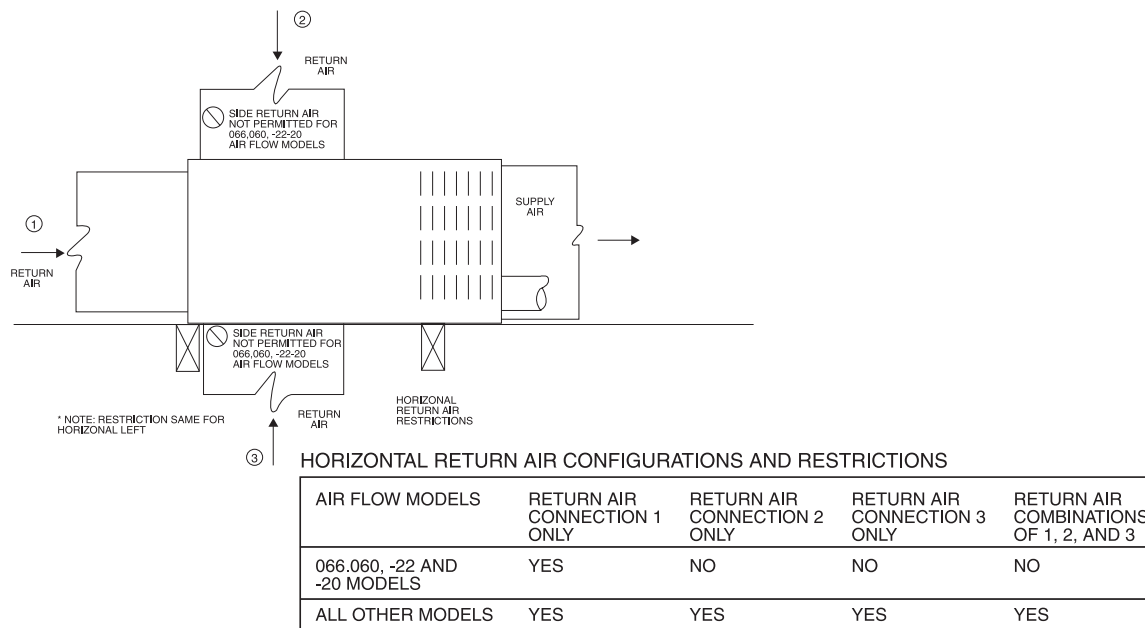 ②
RETURN
AIR
SIDE RETURN AIR
NOT PERMITTED FOR
066,060, -22-20
AIR FLOW MODELS
①
RETURN
AIR
SUPPLY
AIR
SIDE RETURN AIR
NOT PERMITTED FOR
066,060, -22-20
AIR FLOW MODELS
* NOTE: RESTRICTION SAME FOR
HORIZONAL LEFT
RETURN
AIR
③
HORIZONAL
RETURN AIR
RESTRICTIONS
HORIZONTAL RETURN AIR CONFIGURATIONS AND RESTRICTIONS
AIR FLOW MODELS
RETURN AIR
CONNECTION 1
ONLY
RETURN AIR
CONNECTION 2
ONLY
RETURN AIR
CONNECTION 3
ONLY
RETURN AIR
COMBINATIONS
OF 1, 2, AND 3
066.060, -22 AND
-20 MODELS
YES
NO
NO
NO
ALL OTHER MODELS
YES
YES
YES
YES